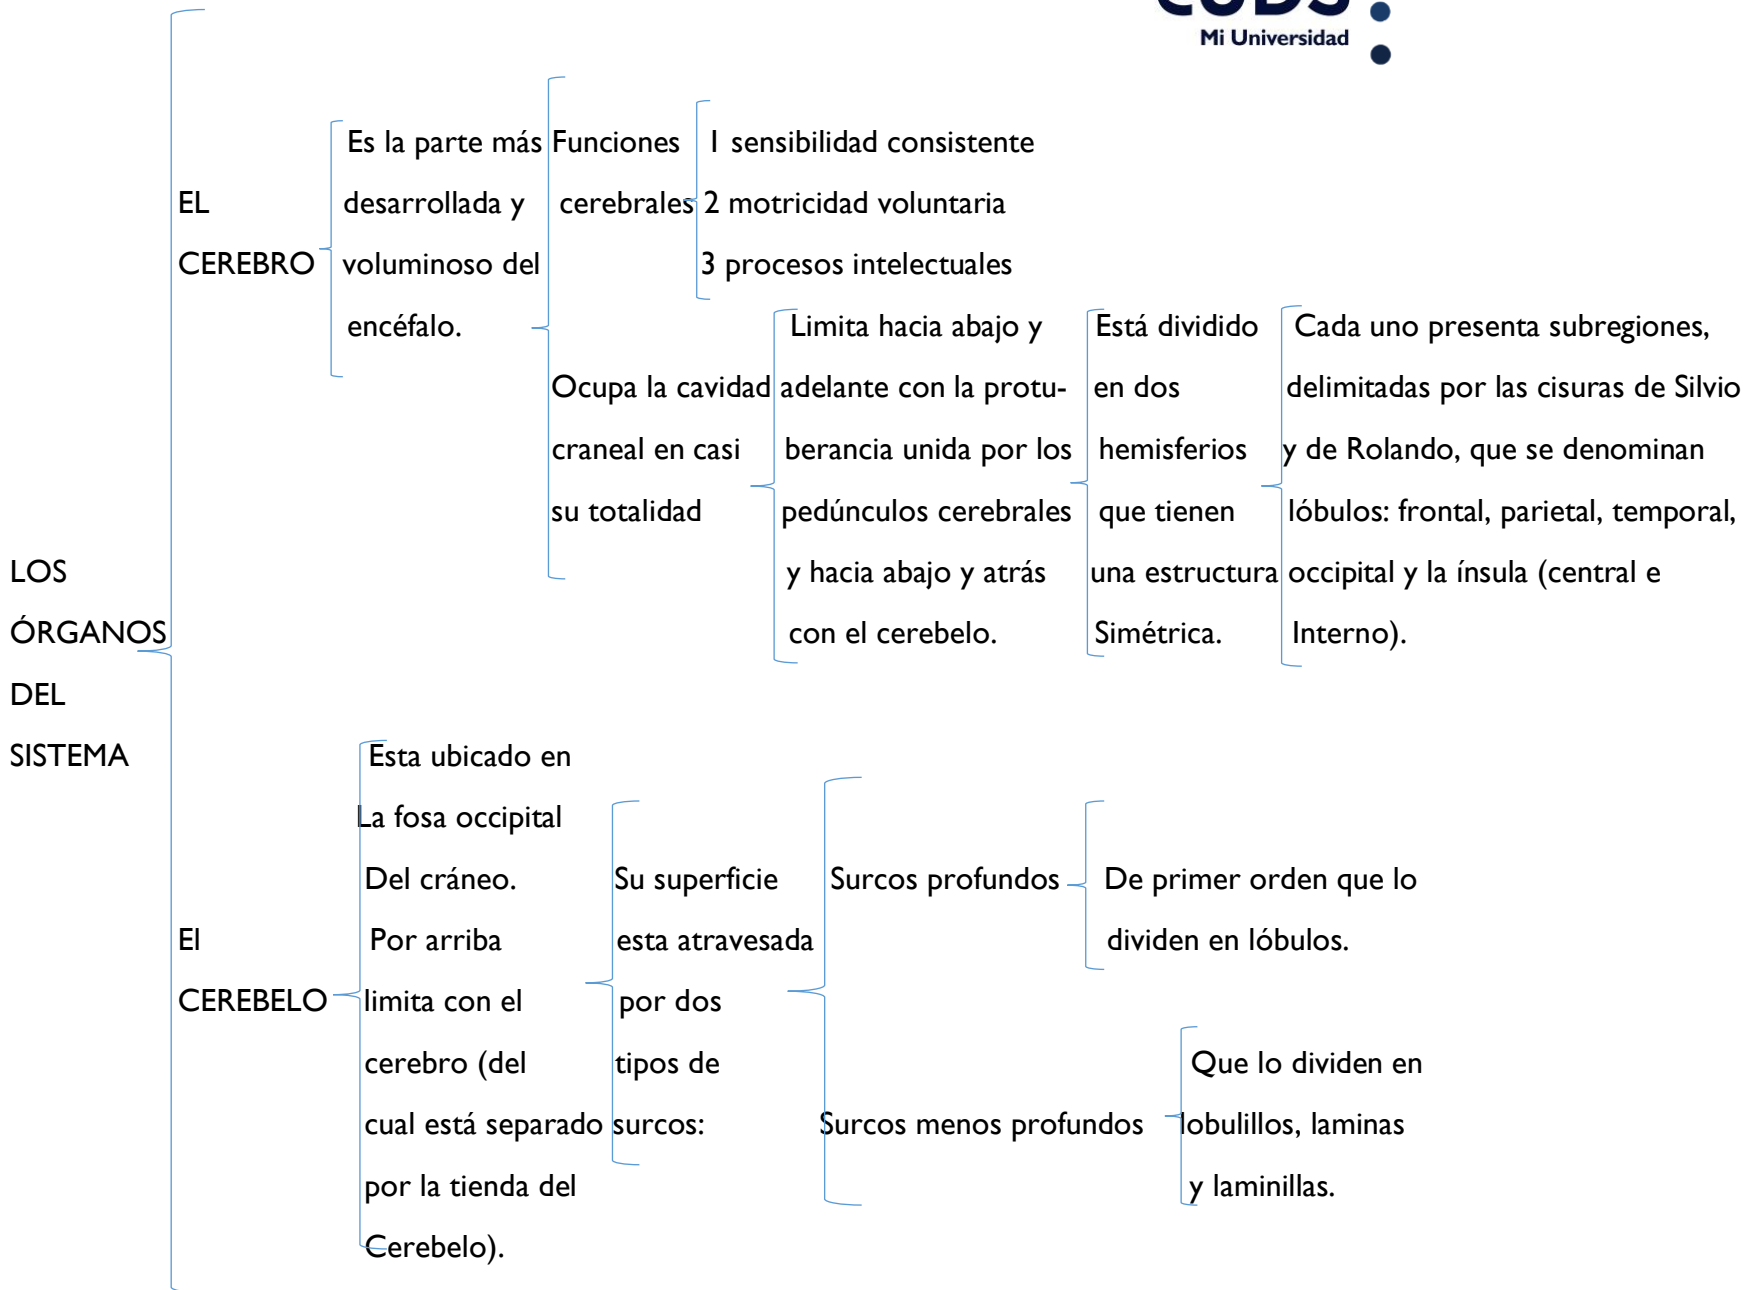 Mi Universidad
LOS
ÓRGANOS
DEL
SISTEMA
EL
CEREBRO
Es la parte más
desarrollada y
voluminoso del
encéfalo.
Funciones
cerebrales
1 sensibilidad consistente
2 motricidad voluntaria
3 procesos intelectuales
Ocupa la cavidad
craneal en casi
su totalidad
Limita hacia abajo y
adelante con la protu-
berancia unida por los
pedúnculos cerebrales
y hacia abajo y atrás
con el cerebelo.
Está dividido
en dos
hemisferios
que tienen
una estructura
Simétrica.
Cada uno presenta subregiones,
delimitadas por las cisuras de Silvio
y de Rolando, que se denominan
lóbulos: frontal, parietal, temporal,
occipital y la ínsula (central e
Interno).
El
CEREBELO
Esta ubicado en
La fosa occipital
Del cráneo.
Por arriba
limita con el
cerebro (del
cual está separado
por la tienda del
Cerebelo).
Su superficie
esta atravesada
por dos
tipos de
surcos:
Surcos profundos
De primer orden que lo
dividen en lóbulos.
Surcos menos profundos
Que lo dividen en
lobulillos, laminas
y laminillas.